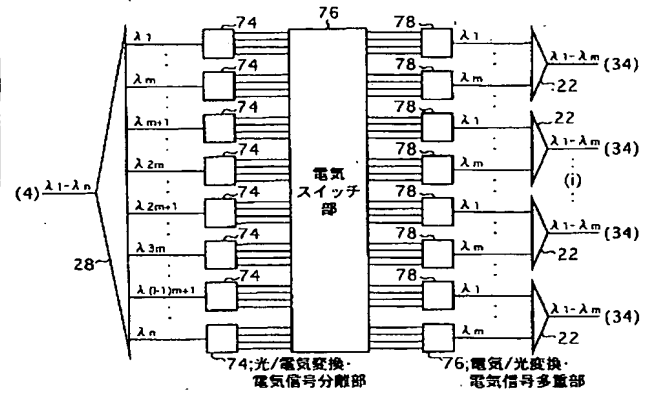 74 76 78
λ1 λ1
λ1-λm (34)
74 78
λm λm 22
74 78 22
λm+1 λ1
λ1-λm (34)
74 78
λ2m 電気 λm
(4) λ1-λn スイッチ (i)
74 部 78
λ2m+1 λ1
λ1-λm (34)
74 78
28 λ3m λm 22
74 78
λ(i-1)m+1 λ1
λ1-λm (34)
λn λm 22
74;光/電気変換・ 76;電気/光変換・
電気信号分離部 電気信号多重部